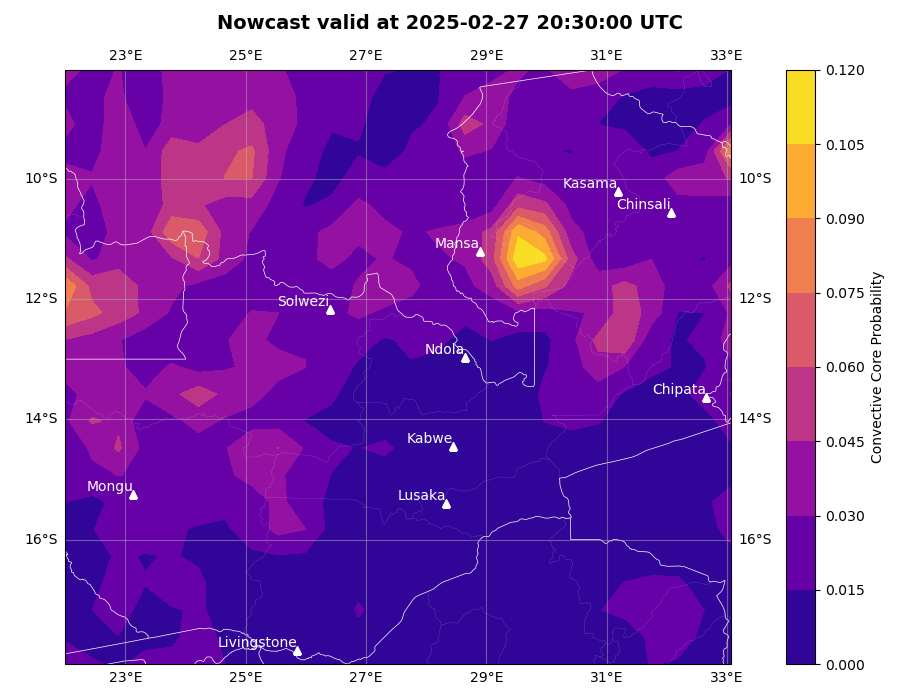 Nowcast valid at 2025-02-27 20:30:00 UTC
23°E 25°E 27°E 29°E 31°E 33°E
0.120
0.105
10°S Kasama 10°S
Chinsali
0.090
Mansa
0.075
12°S Solwezi 12°S
Ndola
0.060
Chipata
14°S 14°S
Kabwe
0.045
Mongu
Lusaka
0.030
16°S 16°S
0.015
Livingstone
0.000
23°E 25°E 27°E 29°E 31°E 33°E
Convective Core Probability